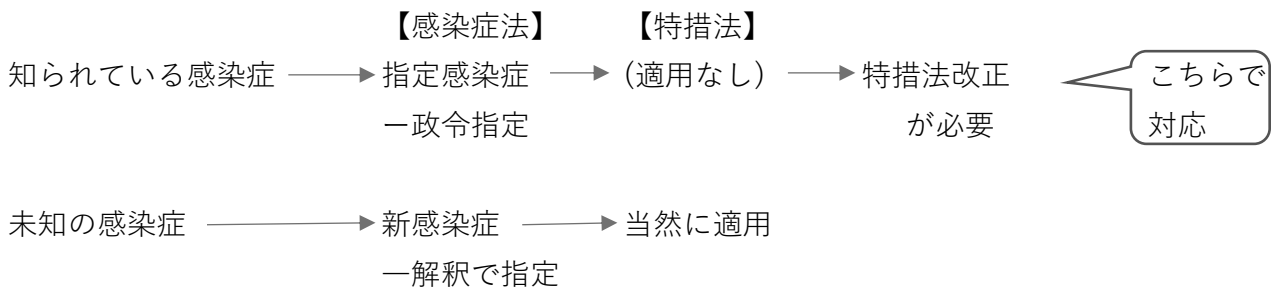 【感染症法】 【特措法】
知られている感染症 指定感染症 (適用なし) 特措法改正 こちらで
ー政令指定 が必要 対応
未知の感染症 新感染症 当然に適用
―解釈で指定